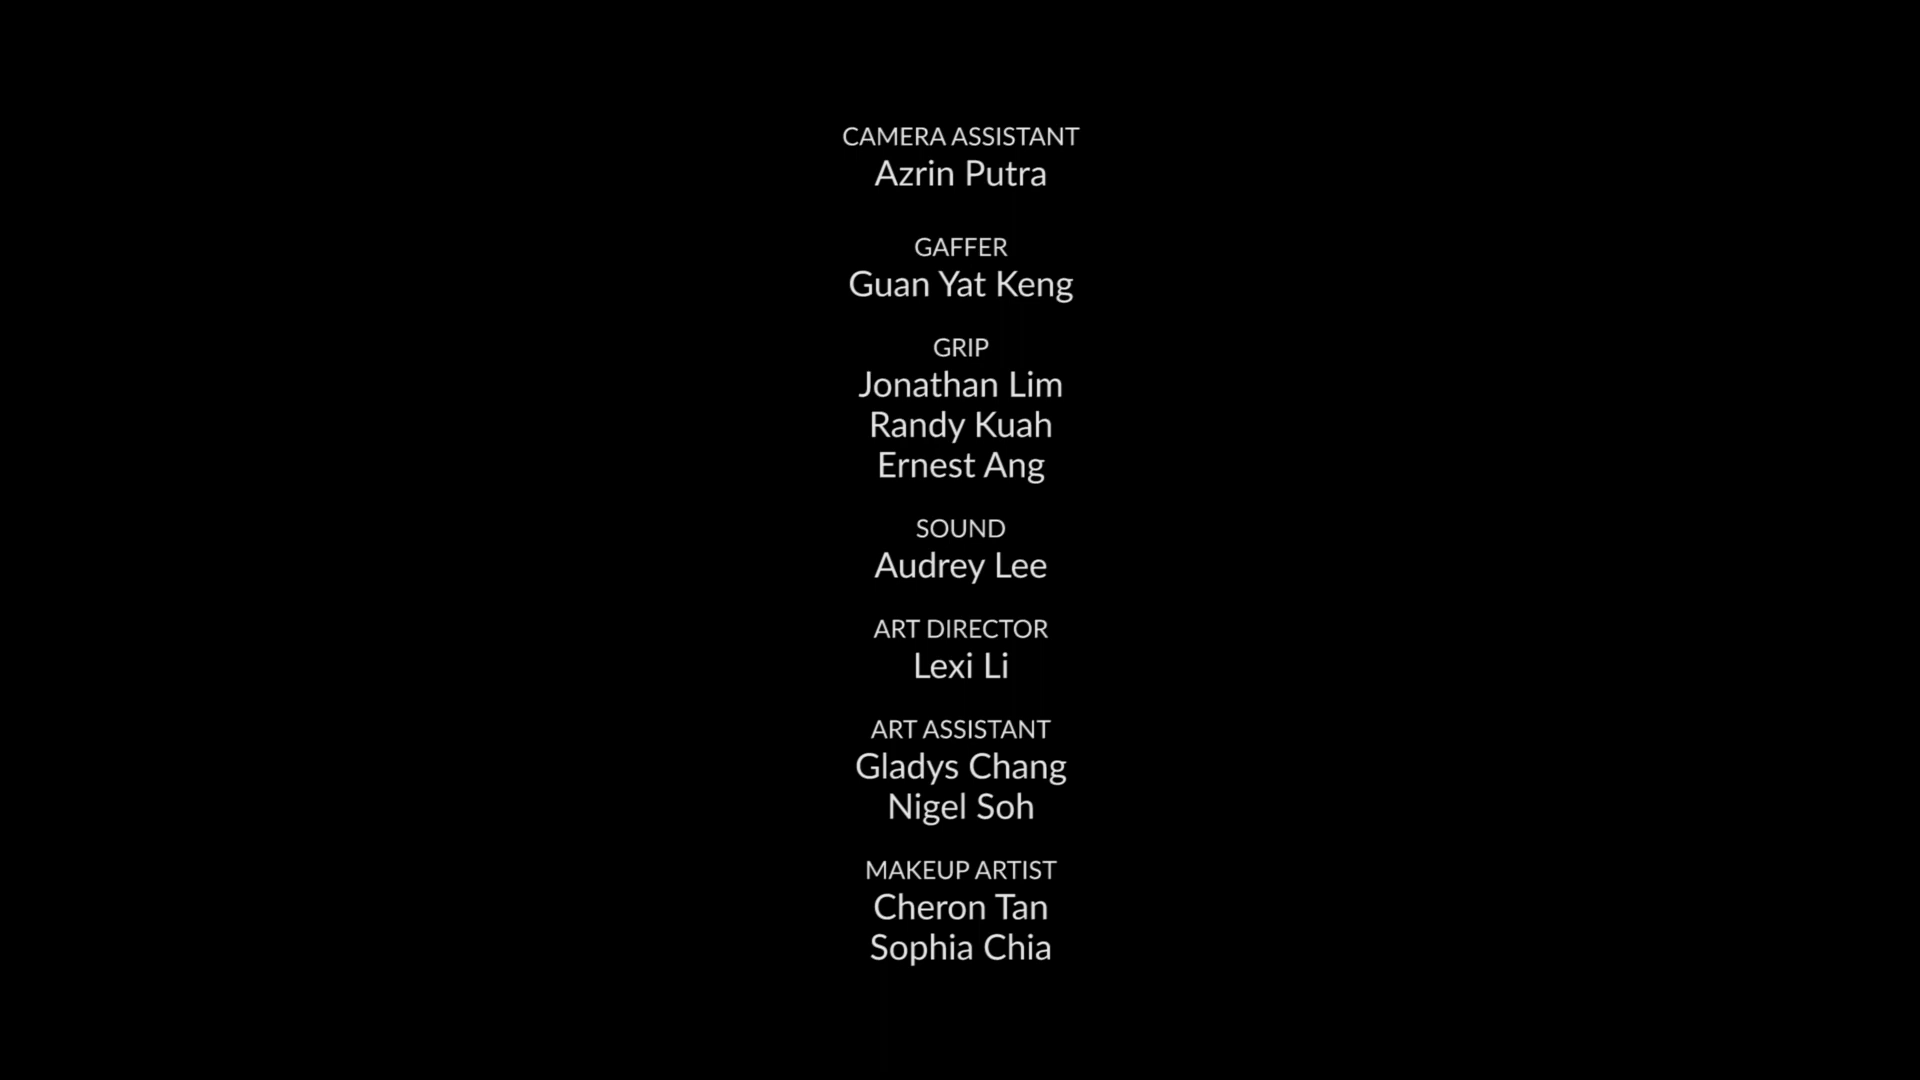 CAMERA ASSISTANT
Azrin Putra
GAFFER
Guan Yat Keng
GRIP
Jonathan Lim
Randy Kuah
Ernest Ang
SOUND
Audrey Lee
ART DIRECTOR
Lexi Li
ART ASSISTANT
Gladys Chang
Nigel Soh
MAKEUP ARTIST
Cheron Tan
Sophia Chia